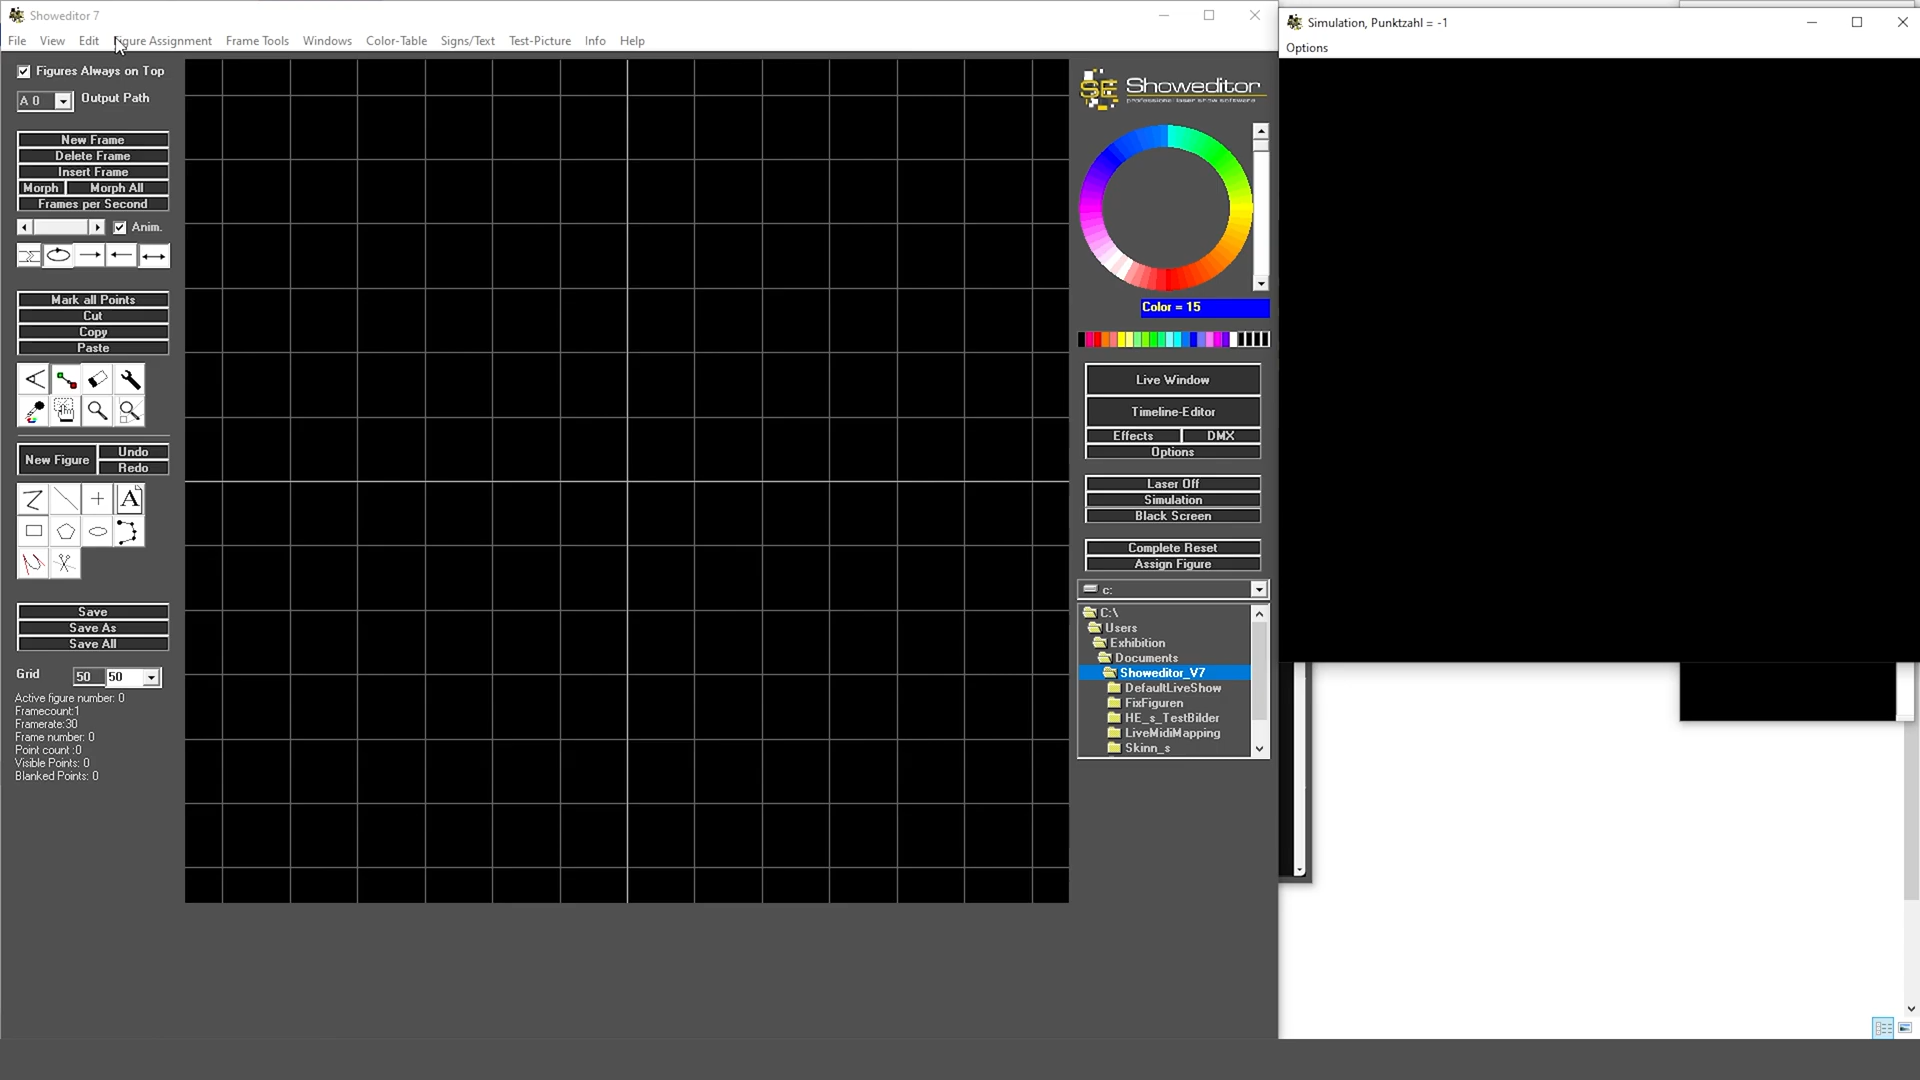 Showeditor 7
File View Edit Figure Assignment Frame Tools Windows Color-Table Signs/Text Test-Picture Info Help
Figures Always on Top
A 0 Output Path
New Frame
Delete Frame
Insert Frame
Morph Morph All
Frames per Second
Anim.
Mark all Points
Cut
Copy
Paste
New Figure Undo
Redo
A
Save
Save As
Save All
Grid 50 50
Active figure number: 0
Framecount:1
Framerate:30
Frame number: 0
Point count :0
Visible Points: 0
Blanked Points: 0
SE Showeditor
professional laser show software
Color = 15
Live Window
Timeline-Editor
Effects DMX
Options
Laser Off
Simulation
Black Screen
Complete Reset
Assign Figure
c:
C:\
Users
Exhibition
Documents
Showeditor_V7
DefaultLiveShow
FixFiguren
HE_s_TestBilder
LiveMidiMapping
Skinn_s
Simulation, Punktzahl = -1
Options